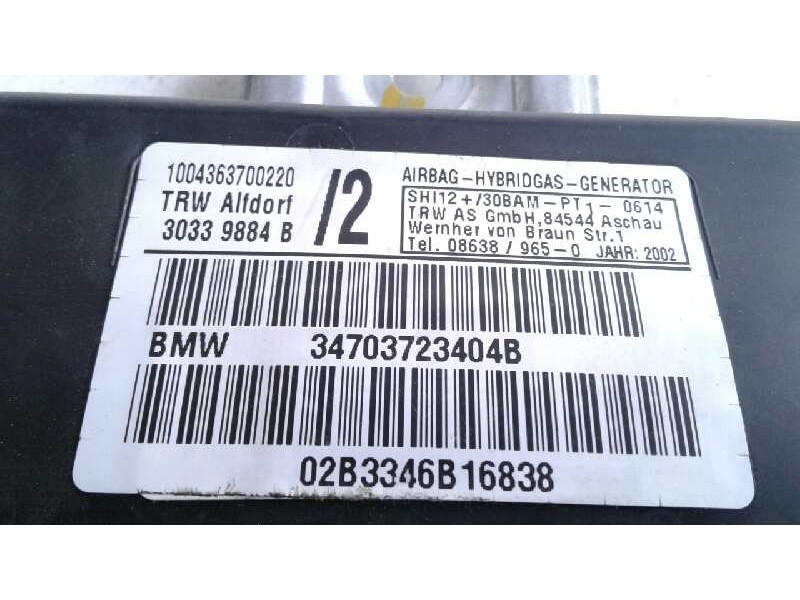 1004363700220
TRW Alfdorf
3033 9884 B
/2
AIRBAG-HYBRIDGAS-GENERATOR
SHI12+/30BAM-PT1-0614
TRW AS GmbH,84544 Aschau
Wernher von Braun Str.1
Tel. 08638/965-0 JAHR: 2002
BMW 34703723404B
02B3346B16838